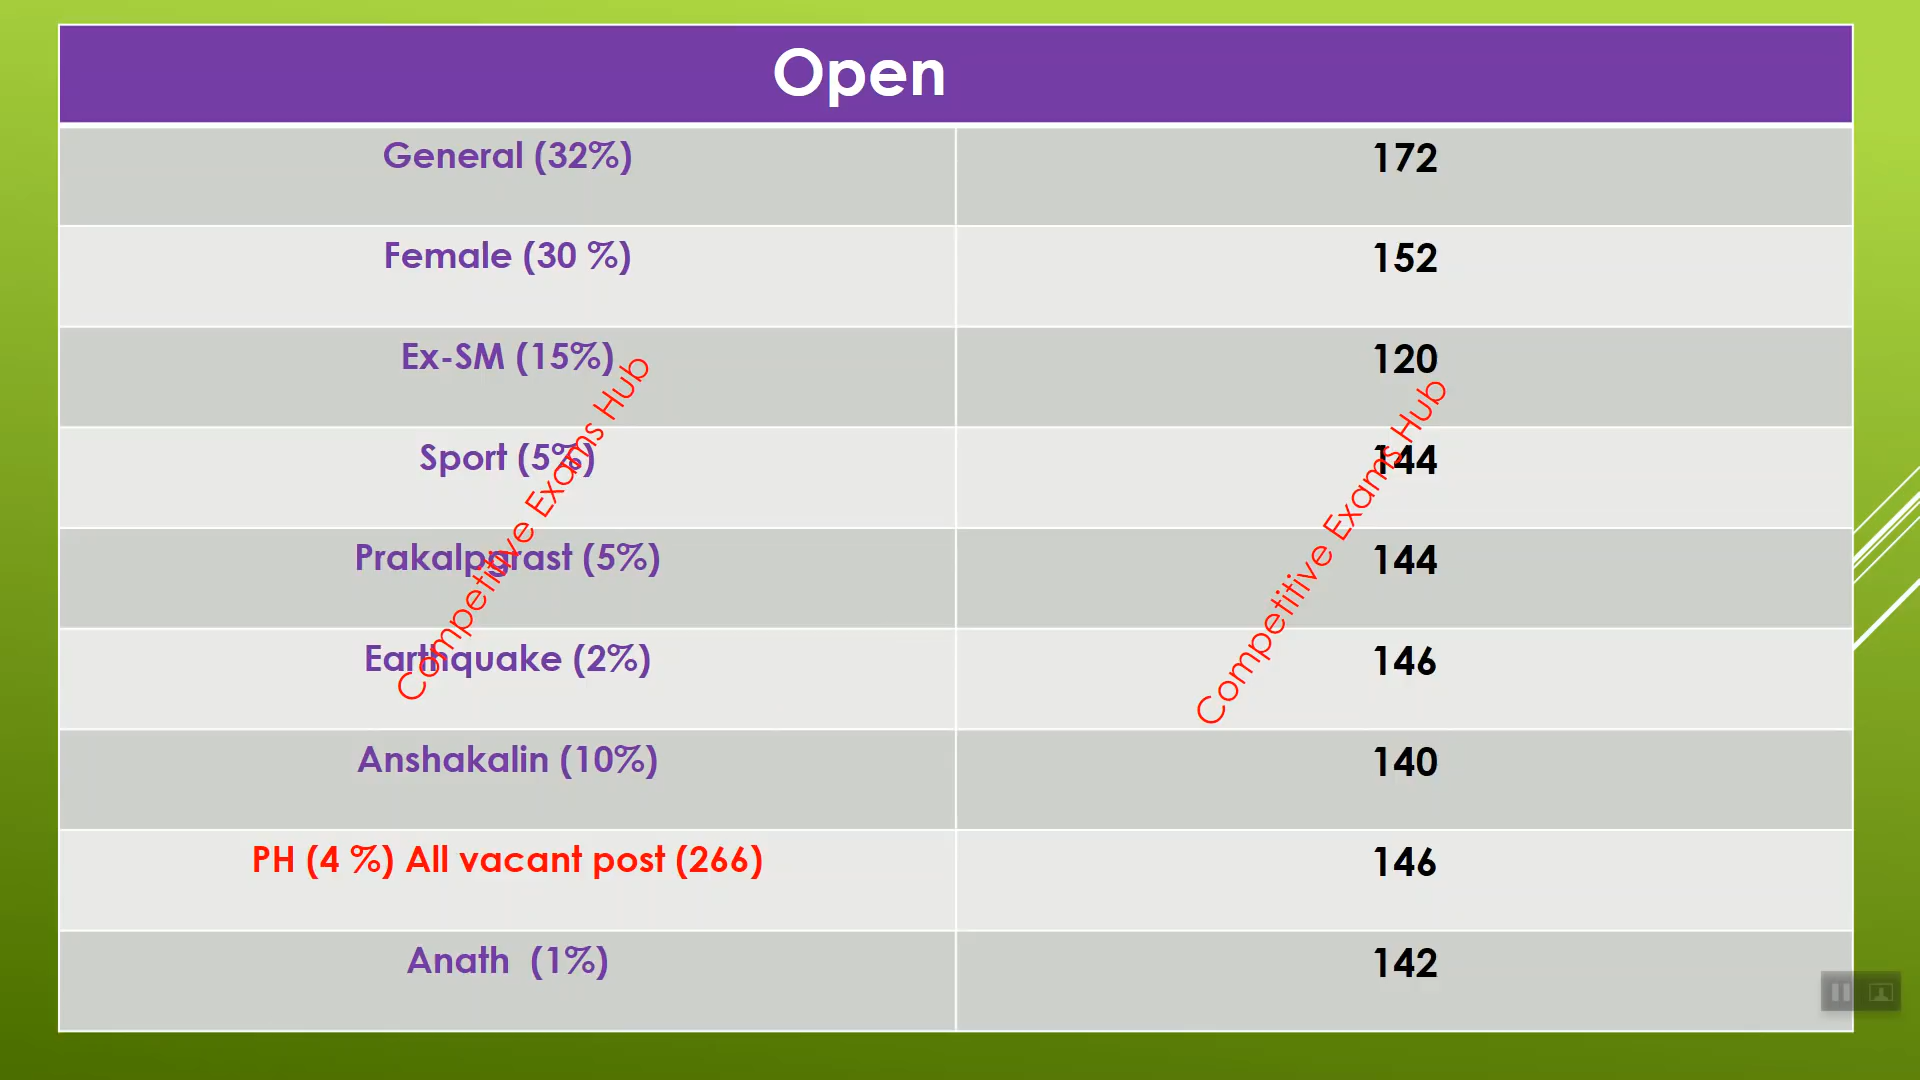 Open
General (32%) 172
Female (30 %) 152
Ex-SM (15%) 120
Sport (5%) 144
Prakalpgrast (5%) 144
Earthquake (2%) 146
Anshakalin (10%) 140
PH (4 %) All vacant post (266) 146
Anath (1%) 142
Competitive Exams Hub
Competitive Exams Hub